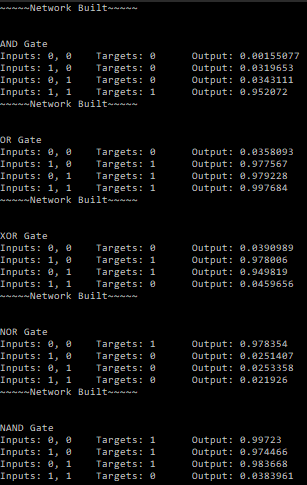 ~~~~~Network Built~~~~~
AND Gate
Inputs: 0, 0 Targets: 0 Output: 0.00155077
Inputs: 1, 0 Targets: 0 Output: 0.0319653
Inputs: 0, 1 Targets: 0 Output: 0.0343111
Inputs: 1, 1 Targets: 1 Output: 0.952072
~~~~~Network Built~~~~~
OR Gate
Inputs: 0, 0 Targets: 0 Output: 0.0358093
Inputs: 1, 0 Targets: 1 Output: 0.977567
Inputs: 0, 1 Targets: 1 Output: 0.979228
Inputs: 1, 1 Targets: 1 Output: 0.997684
~~~~~Network Built~~~~~
XOR Gate
Inputs: 0, 0 Targets: 0 Output: 0.0390989
Inputs: 1, 0 Targets: 1 Output: 0.978006
Inputs: 0, 1 Targets: 1 Output: 0.949819
Inputs: 1, 1 Targets: 0 Output: 0.0459656
~~~~~Network Built~~~~~
NOR Gate
Inputs: 0, 0 Targets: 1 Output: 0.978354
Inputs: 1, 0 Targets: 0 Output: 0.0251407
Inputs: 0, 1 Targets: 0 Output: 0.0253358
Inputs: 1, 1 Targets: 0 Output: 0.021926
~~~~~Network Built~~~~~
NAND Gate
Inputs: 0, 0 Targets: 1 Output: 0.99723
Inputs: 1, 0 Targets: 1 Output: 0.974466
Inputs: 0, 1 Targets: 1 Output: 0.983668
Inputs: 1, 1 Targets: 0 Output: 0.0383961